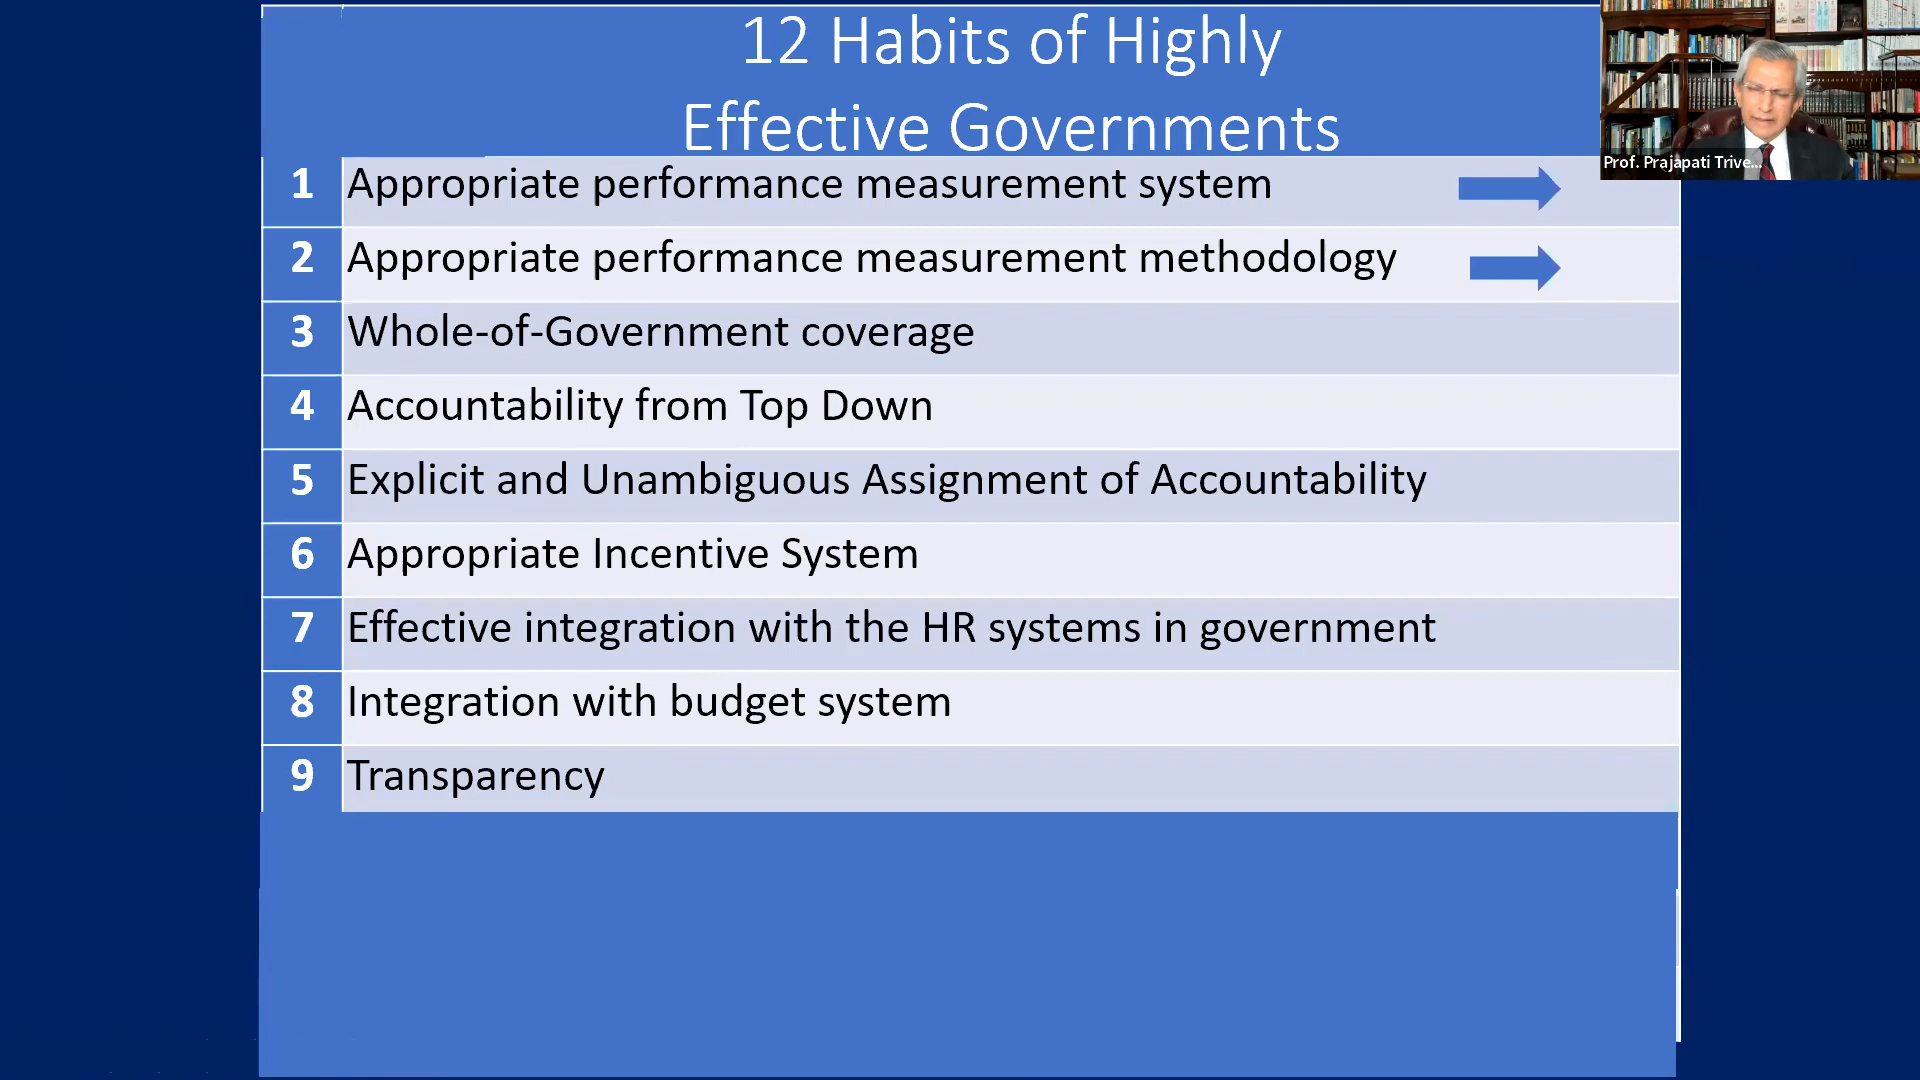 12 Habits of Highly
Effective Governments
Prof. Prajapati Trive...
1 Appropriate performance measurement system
2 Appropriate performance measurement methodology
3 Whole-of-Government coverage
4 Accountability from Top Down
5 Explicit and Unambiguous Assignment of Accountability
6 Appropriate Incentive System
7 Effective integration with the HR systems in government
8 Integration with budget system
9 Transparency